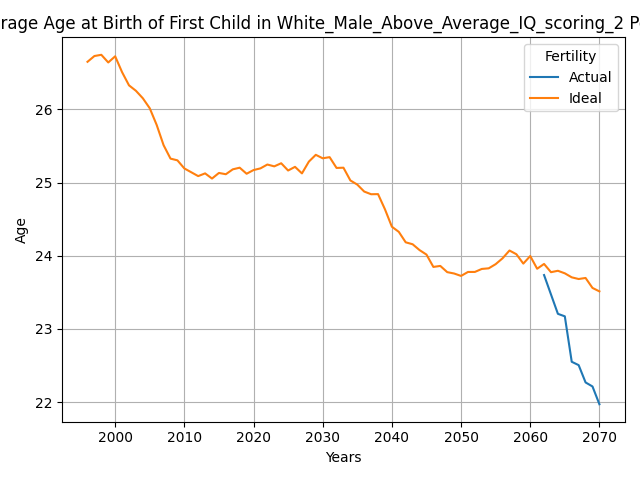 rage Age at Birth of First Child in White_Male_Above_Average_IQ_scoring_2 P
Fertility
Actual
Ideal
26
25
24
23
22
Age
2000 2010 2020 2030 2040 2050 2060 2070
Years